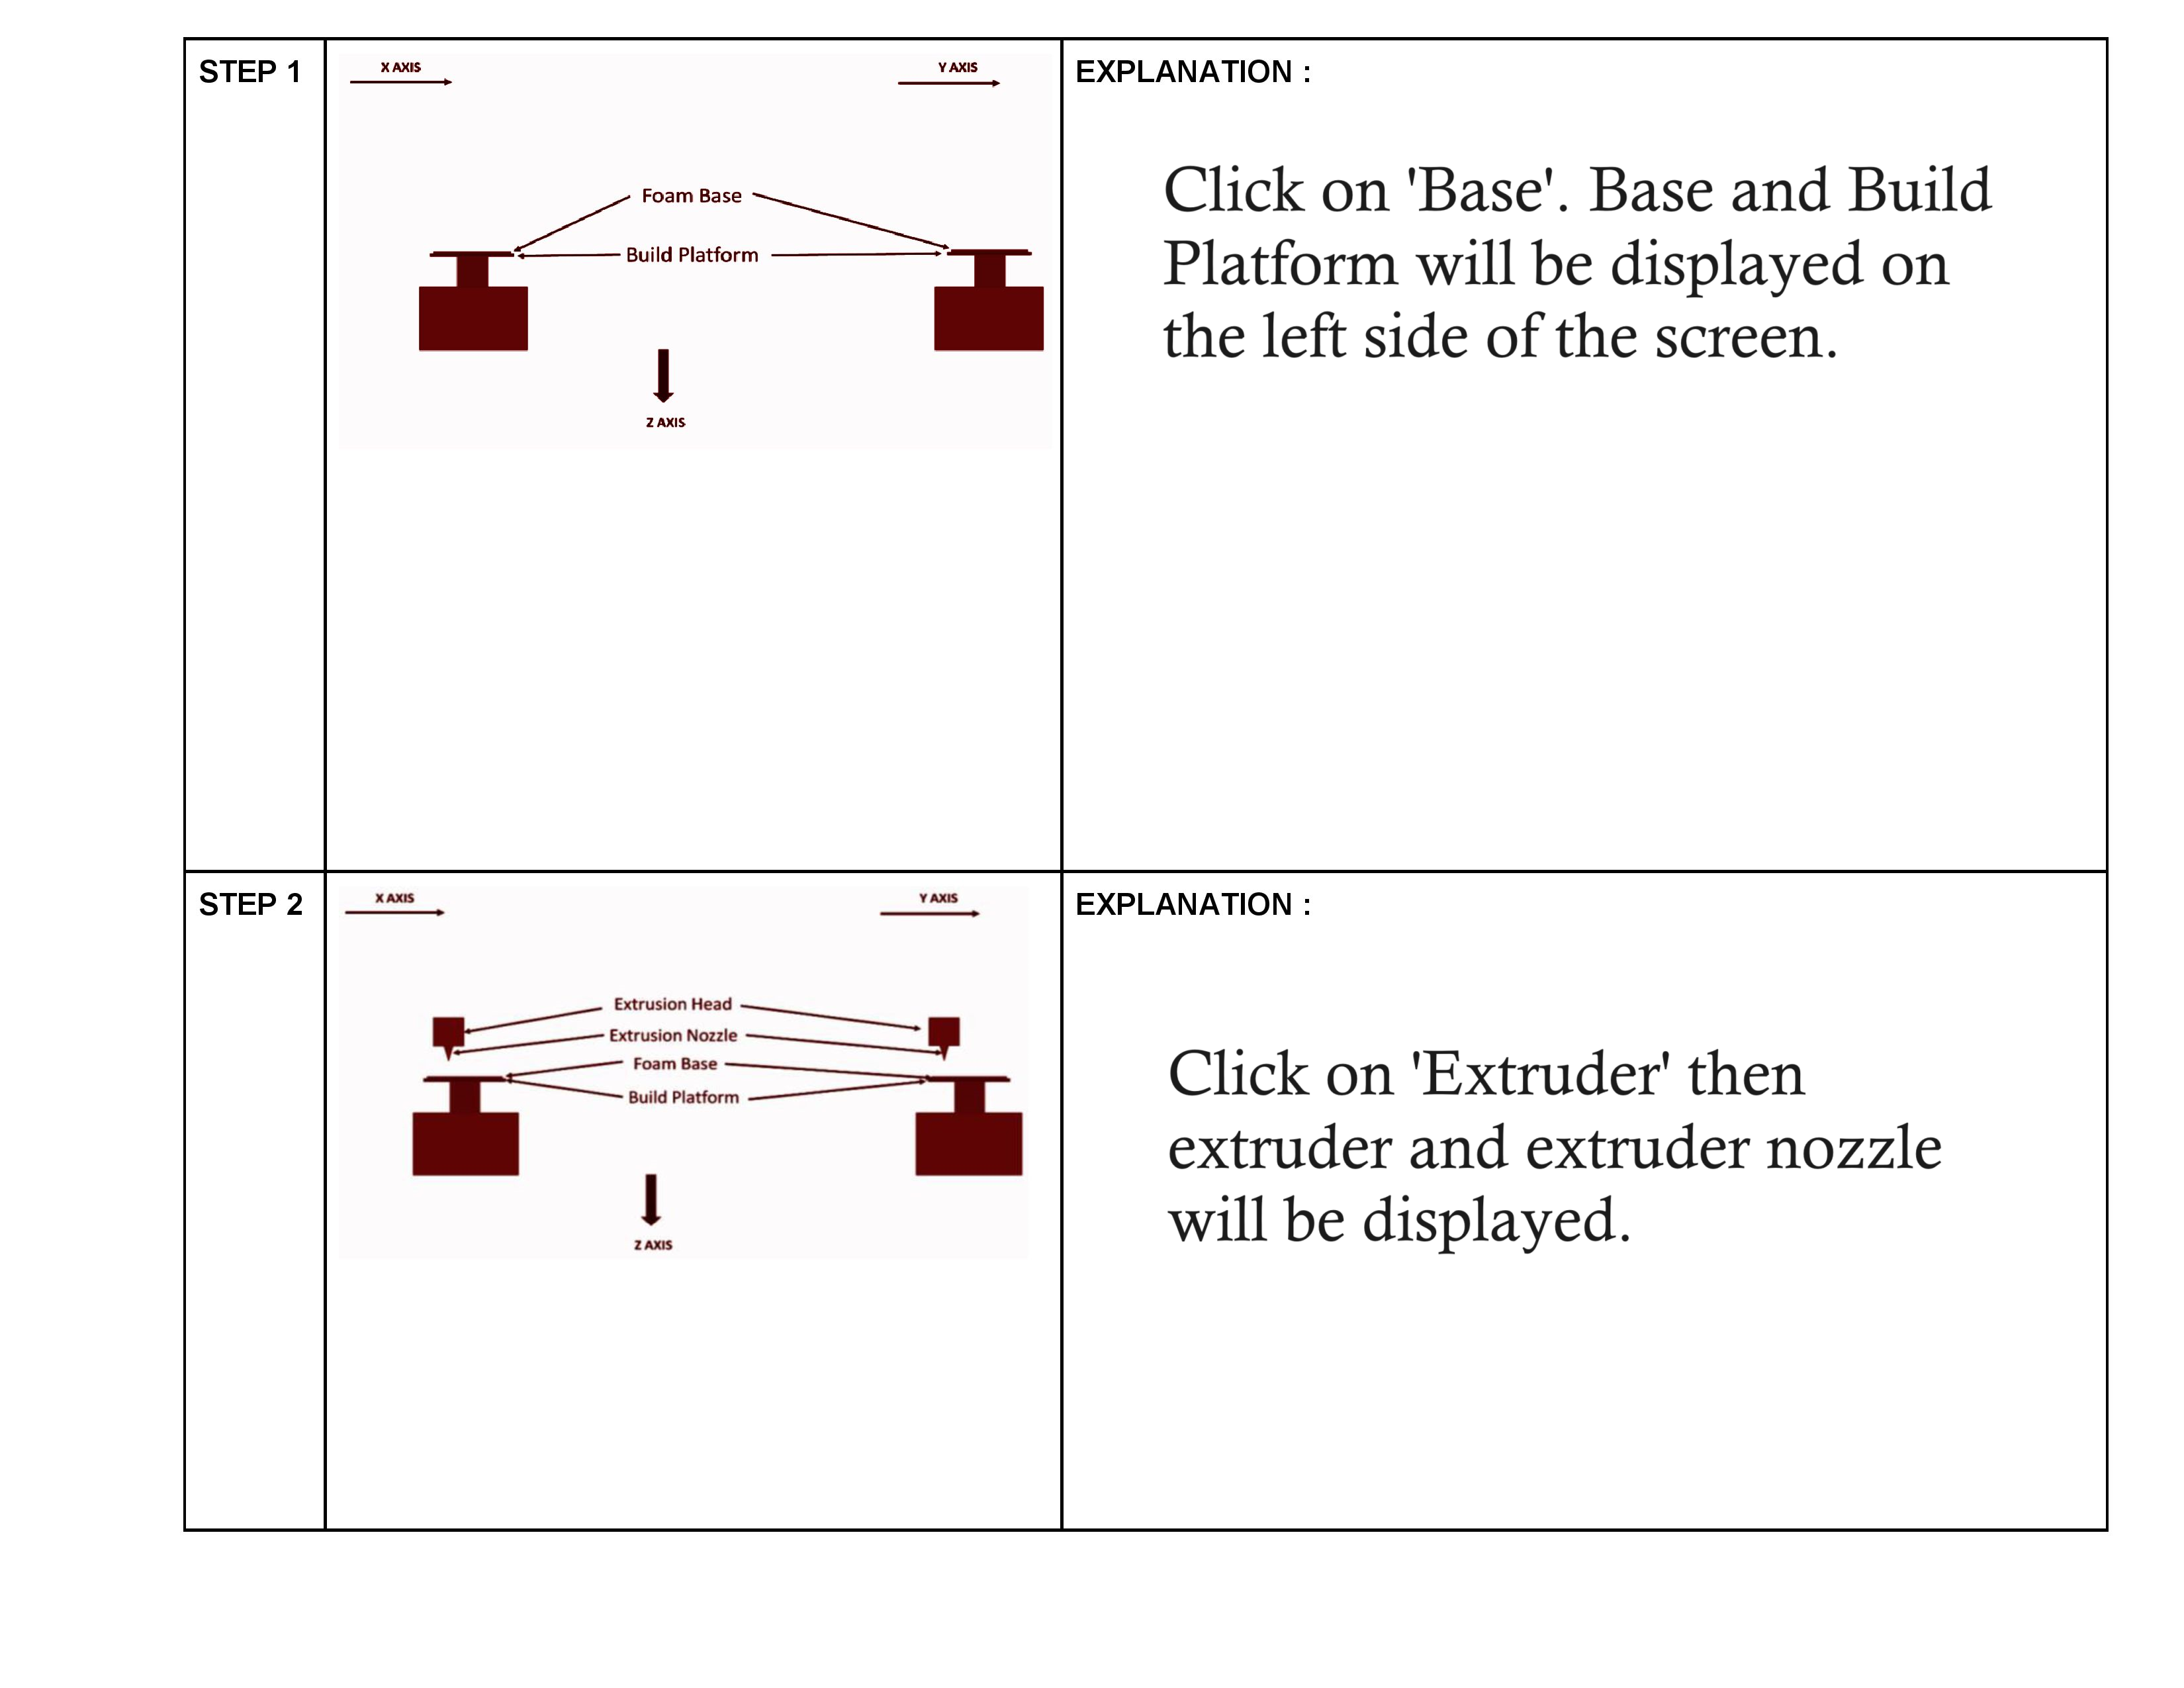 STEP 1
X AXIS
Y AXIS
Foam Base
Build Platform
Z AXIS
EXPLANATION :
Click on 'Base'. Base and Build
Platform will be displayed on
the left side of the screen.
STEP 2
X AXIS
Y AXIS
Extrusion Head
Extrusion Nozzle
Foam Base
Build Platform
Z AXIS
EXPLANATION :
Click on 'Extruder' then
extruder and extruder nozzle
will be displayed.